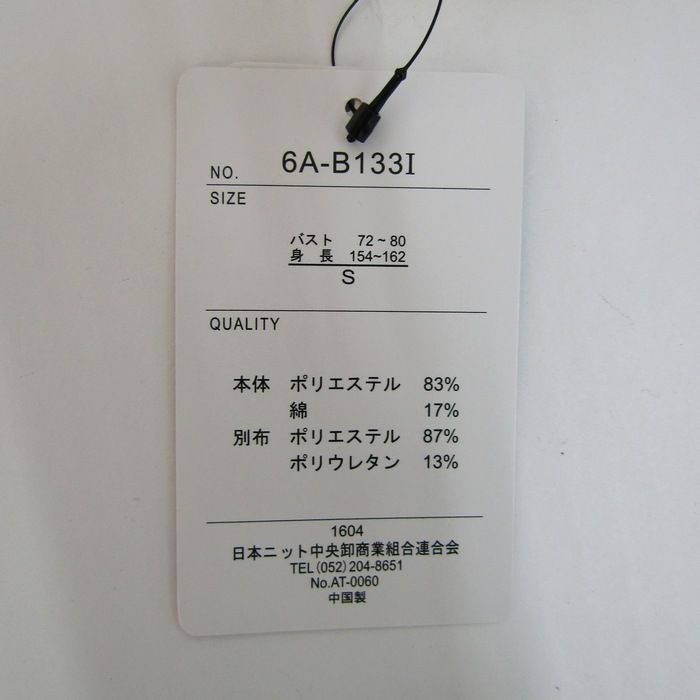 NO. 6A-B133I
SIZE
バスト 72~80
身長 154~162
S
QUALITY
本体 ポリエステル 83%
綿 17%
別布 ポリエステル 87%
ポリウレタン 13%
1604
日本ニット中央卸商業組合連合会
TEL(052)204-8651
No.AT-0060
中国製